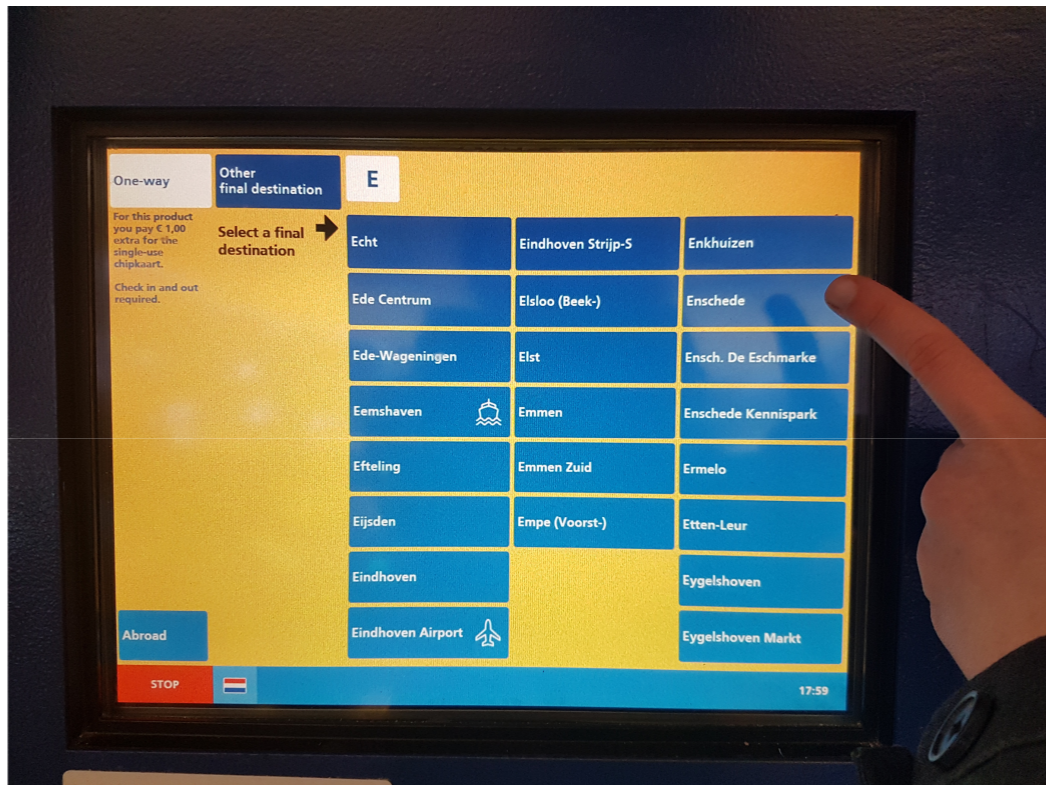 One-way
Other
final destination
E
For this product
you pay € 1,00
extra for the
single-use
chipkaart.
Check in and out
required.
Select a final
destination
Echt
Ede Centrum
Ede-Wageningen
Eemshaven
Efteling
Eijsden
Eindhoven
Eindhoven Airport
Eindhoven Strijp-S
Elsloo (Beek-)
Elst
Emmen
Emmen Zuid
Empe (Voorst-)
Enkhuizen
Enschede
Ensch. De Eschmarke
Enschede Kennispark
Ermelo
Etten-Leur
Eygelshoven
Eygelshoven Markt
Abroad
STOP
17:59